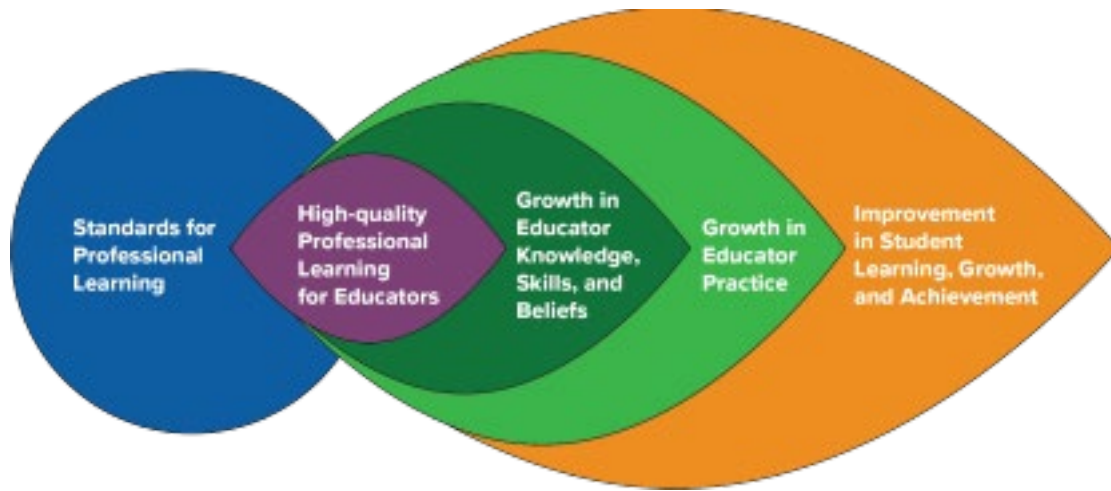 Standards for
Professional
Learning
High-quality
Professional
Learning
for Educators
Growth in
Educator
Knowledge,
Skills, and
Beliefs
Growth in
Educator
Practice
Improvement
in Student
Learning, Growth,
and Achievement